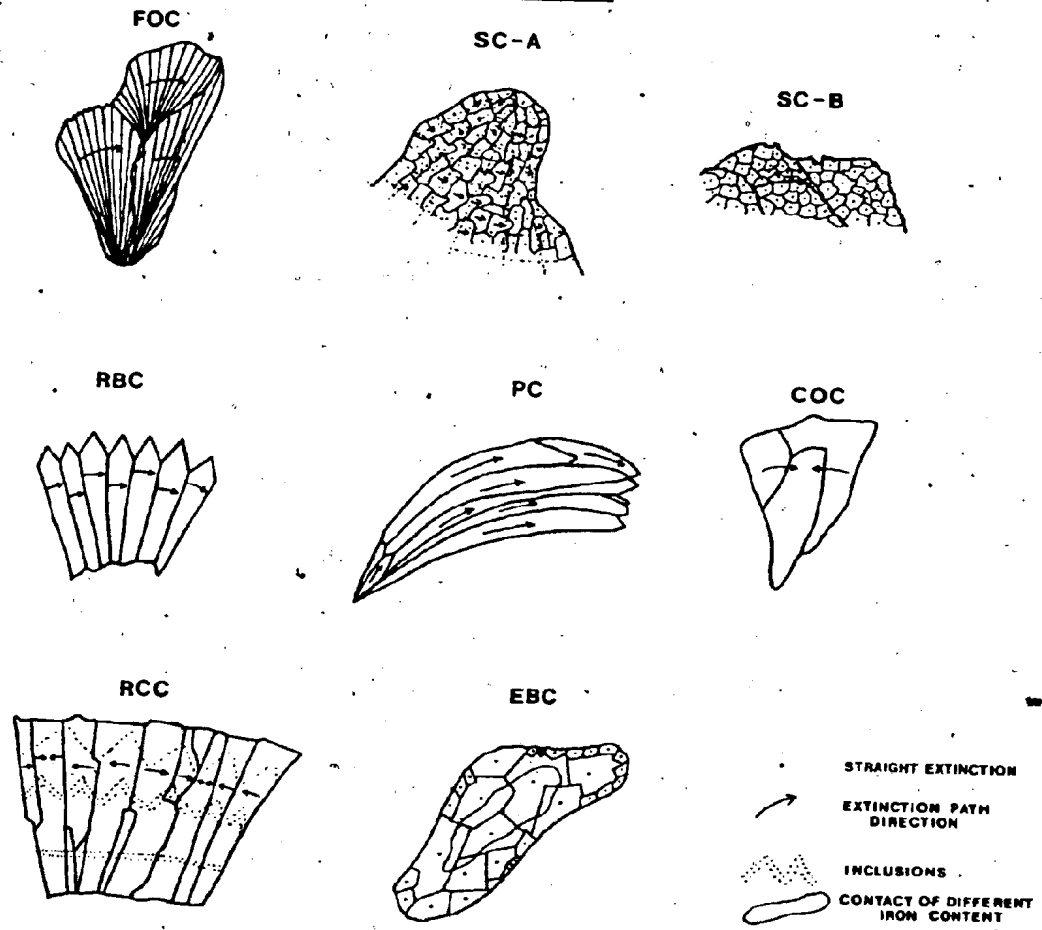 FOC
SC-A
SC-B
RBC
PC
COC
RCC
EBC
STRAIGHT EXTINCTION
EXTINCTION PATH
DIRECTION
INCLUSIONS
CONTACT OF DIFFERENT
IRON CONTENT